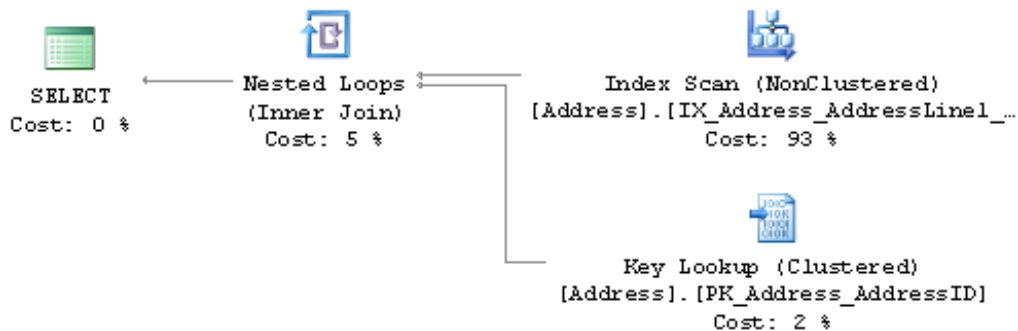 SELECT
Cost: 0 %
Nested Loops
(Inner Join)
Cost: 5 %
Index Scan (NonClustered)
[Address].[IX_Address_AddressLine1_…
Cost: 93 %
Key Lookup (Clustered)
[Address].[PK_Address_AddressID]
Cost: 2 %